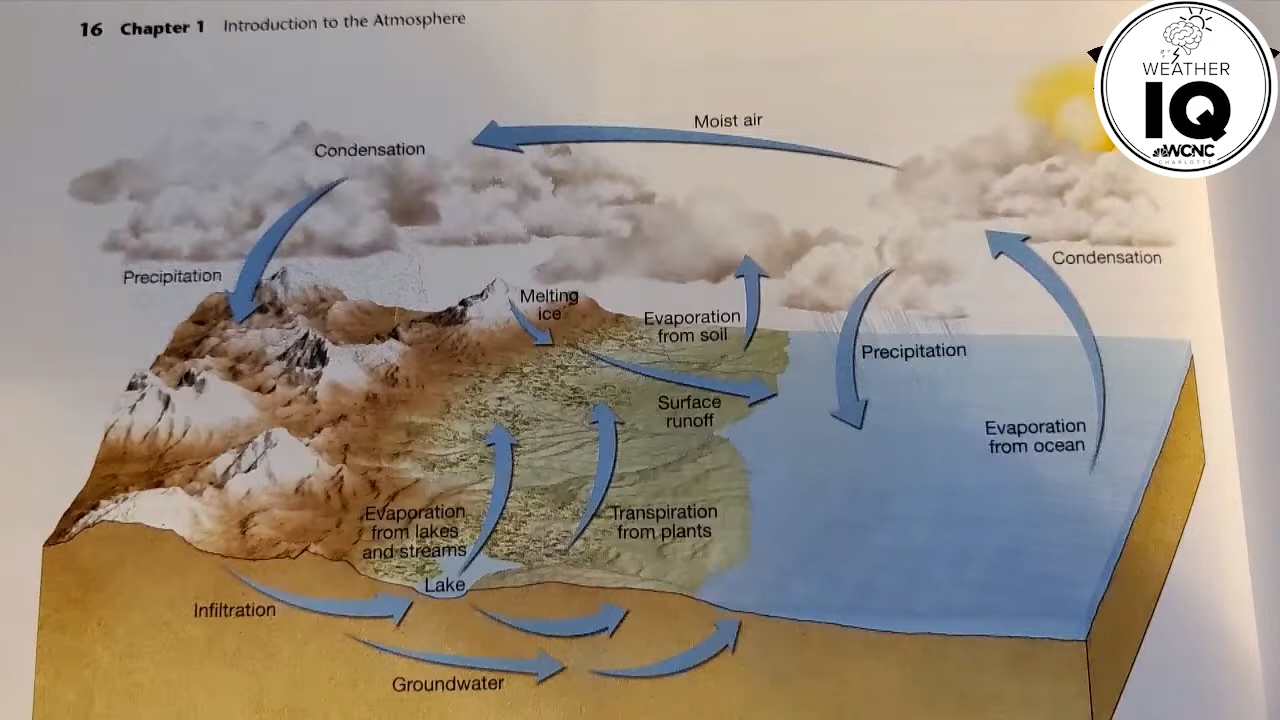 16 Chapter 1 Introduction to the Atmosphere
WEATHER
IQ
WCNC
CHARLOTTE
Moist air
Condensation
Condensation
Precipitation
Melting
ice
Evaporation
from soil
Precipitation
Surface
runoff
Evaporation
from ocean
Evaporation
from lakes
and streams
Transpiration
from plants
Lake
Infiltration
Groundwater